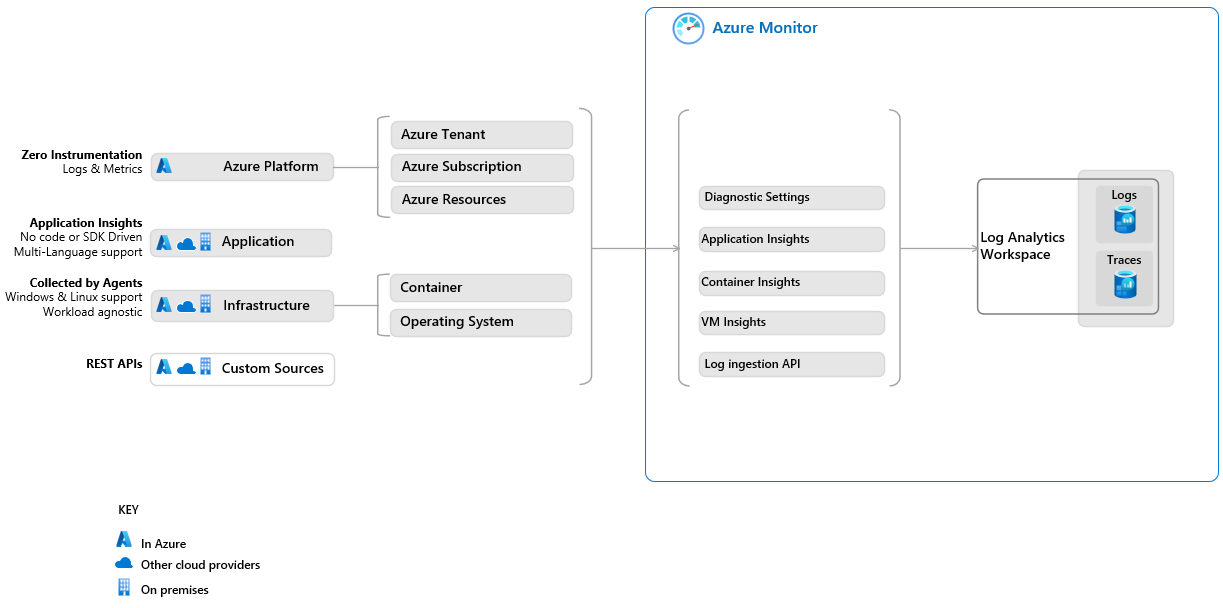 Azure Monitor
Zero Instrumentation
Logs & Metrics
Azure Platform
Azure Tenant
Azure Subscription
Azure Resources
Application Insights
No code or SDK Driven
Multi-Language support
Application
Collected by Agents
Windows & Linux support
Workload agnostic
Infrastructure
Container
Operating System
REST APIs
Custom Sources
Diagnostic Settings
Application Insights
Container Insights
VM Insights
Log ingestion API
Log Analytics
Workspace
Logs
Traces
KEY
In Azure
Other cloud providers
On premises